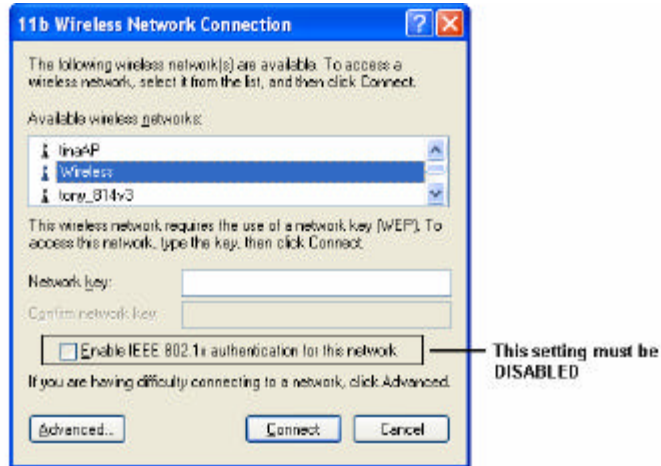 11b Wireless Network Connection
The following wireless network(s) are available. To access a
wireless network, select it from the list, and then click Connect.
Available wireless networks:
tinaAP
Wireless
tony_814v3
This wireless network requires the use of a network key (WEP). To
access this network, type the key, then click Connect.
Network key:
Confirm network key:
Enable IEEE 802.1x authentication for this network
This setting must be
DISABLED
If you are having difficulty connecting to a network, click Advanced.
Advanced...
Connect
Cancel